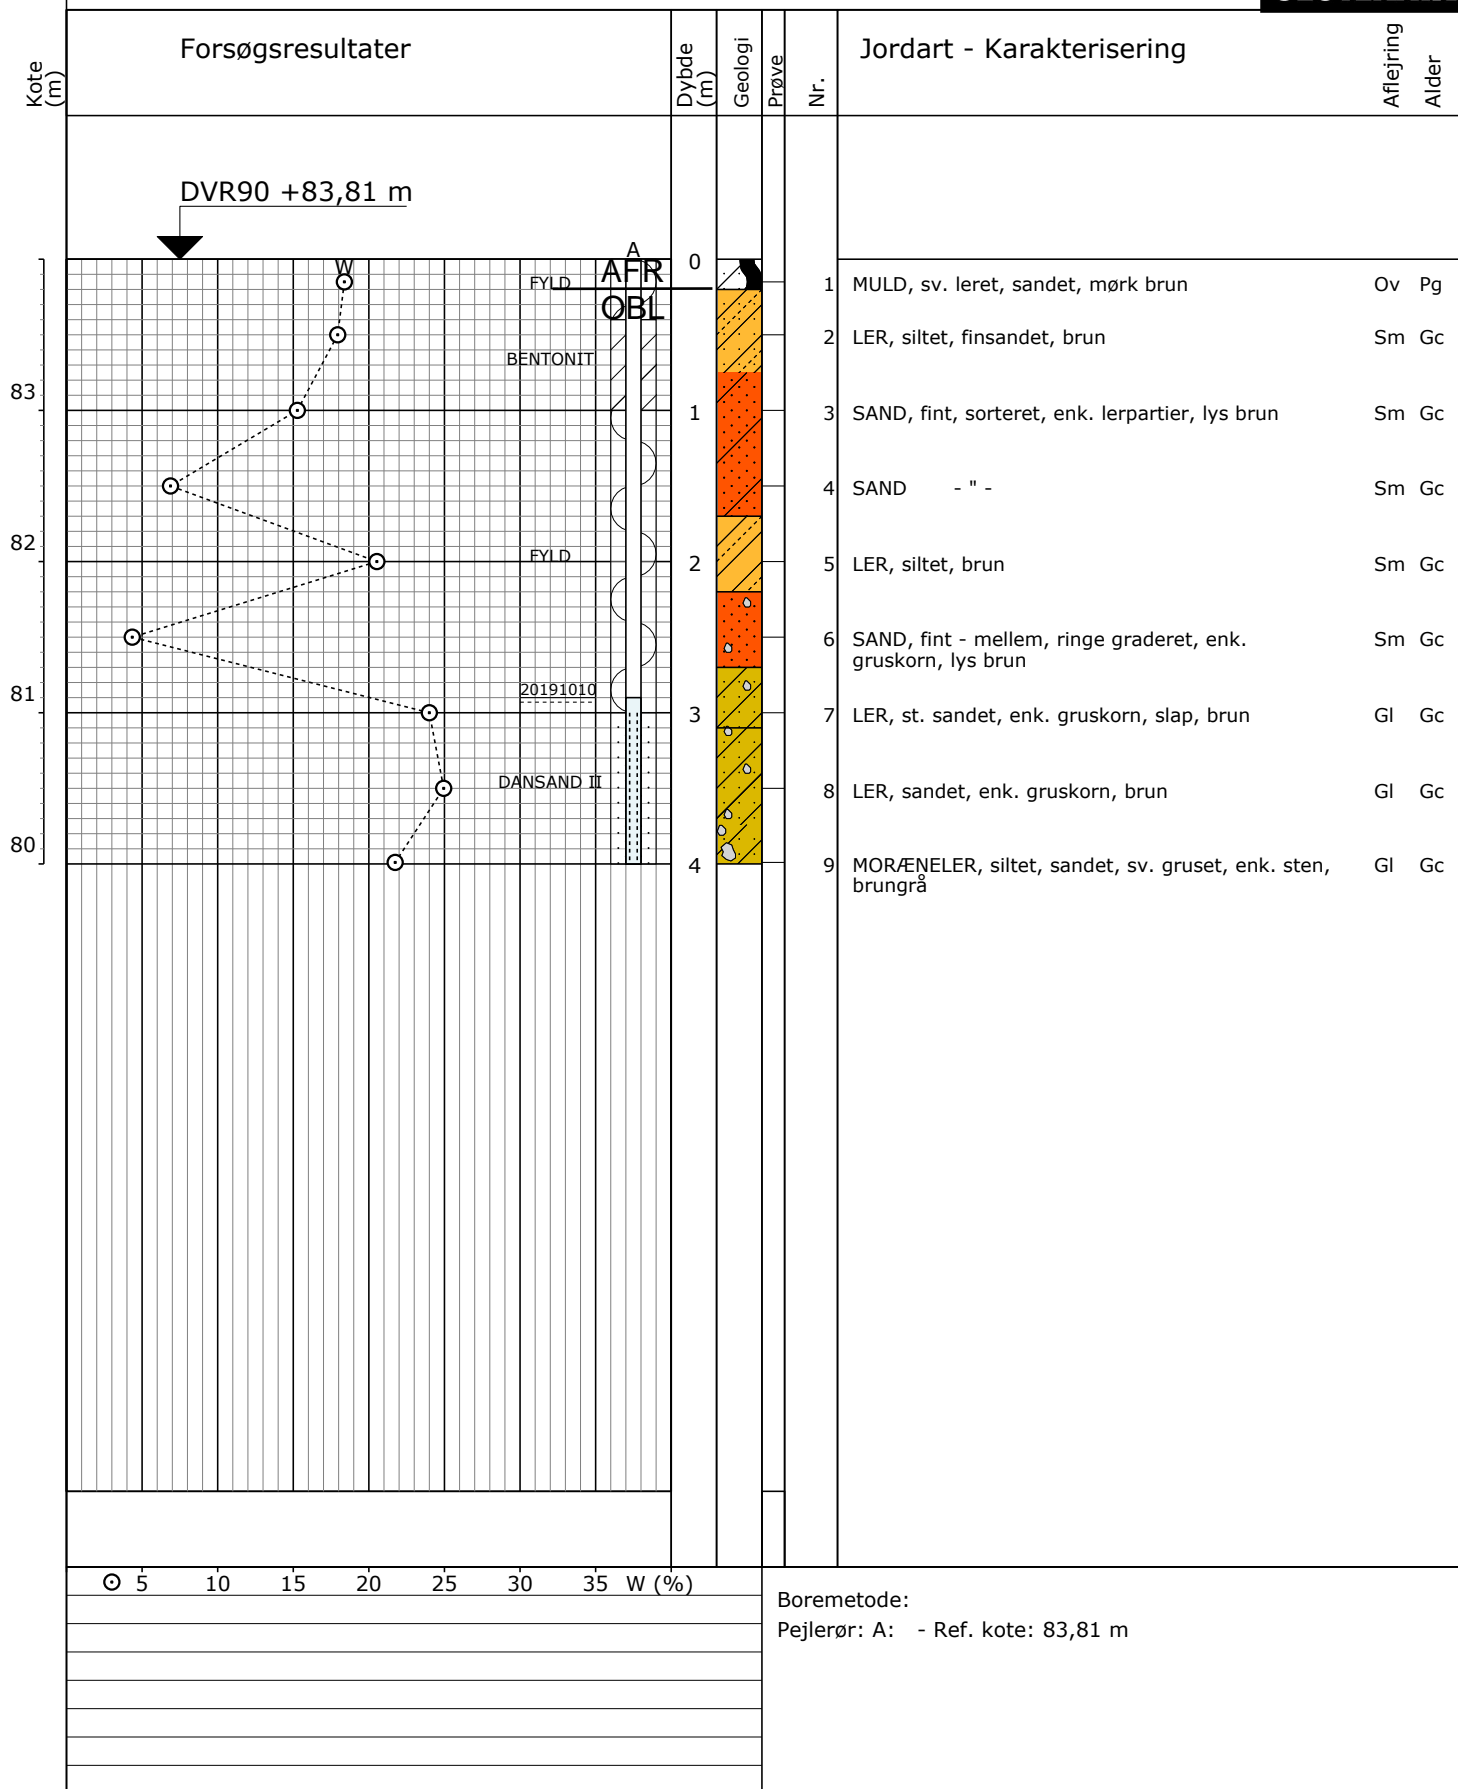 Kote
(m)
Forsøgsresultater
Dybde
(m)
Geologi
Prøve
Nr.
Jordart - Karakterisering
Aflejring
Alder
DVR90 +83,81 m
A
W
0
FYLD
AFR
1 MULD, sv. leret, sandet, mørk brun Ov Pg
OBL
2 LER, siltet, finsandet, brun Sm Gc
BENTONIT
83
1
3 SAND, fint, sorteret, enk. lerpartier, lys brun Sm Gc
4 SAND - " - Sm Gc
82
FYLD
2
5 LER, siltet, brun Sm Gc
6 SAND, fint - mellem, ringe graderet, enk. Sm Gc
gruskorn, lys brun
81
20191010
3
7 LER, st. sandet, enk. gruskorn, slap, brun Gl Gc
DANSAND II
8 LER, sandet, enk. gruskorn, brun Gl Gc
80
4
9 MORÆNELER, siltet, sandet, sv. gruset, enk. sten, Gl Gc
brungrå
5 10 15 20 25 30 35 W (%)
Boremetode:
Pejlerør: A: - Ref. kote: 83,81 m